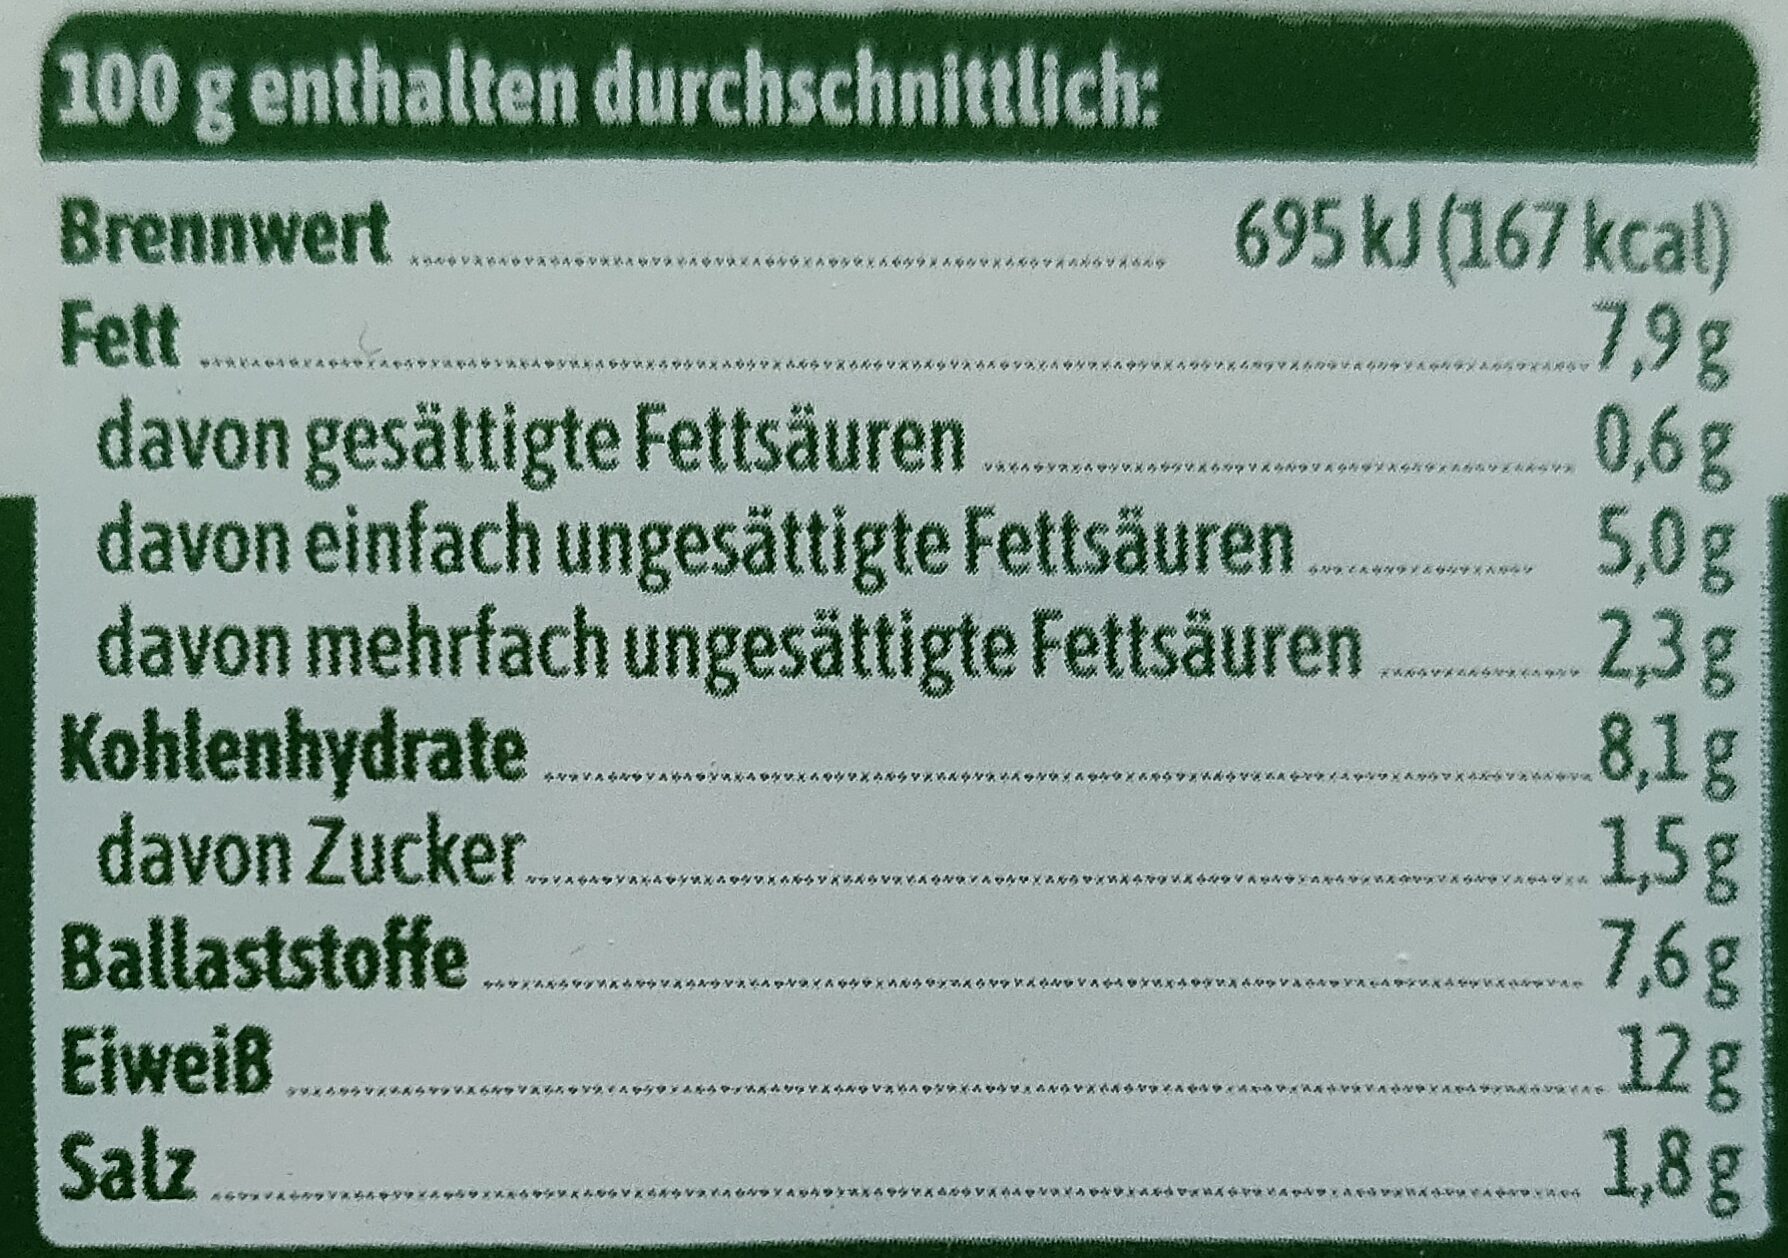 100 g enthalten durchschnittlich:
Brennwert 695 kJ (167 kcal)
Fett 7,9 g
davon gesättigte Fettsäuren 0,6 g
davon einfach ungesättigte Fettsäuren 5,0 g
davon mehrfach ungesättigte Fettsäuren 2,3 g
Kohlenhydrate 8,1 g
davon Zucker 1,5 g
Ballaststoffe 7,6 g
Eiweiß 12 g
Salz 1,8 g